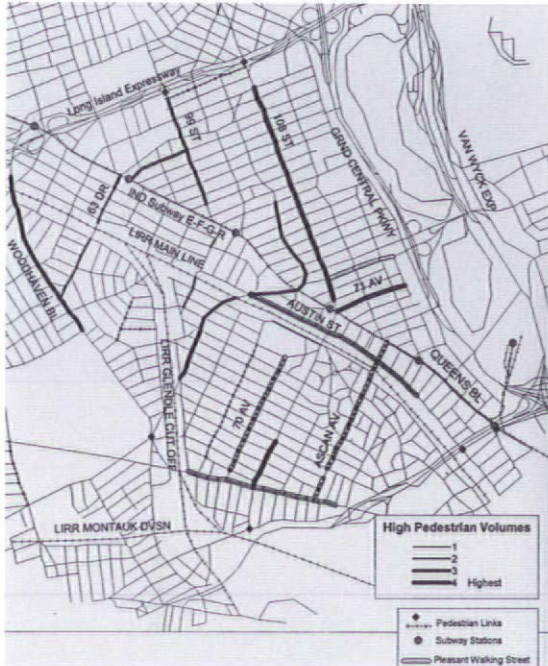 Long Island Expressway
99 ST
108 ST
GRND CENTRAL PKWY
VAN WYCK EXP
63 DR
IND Subway E-F-G-R
LIRR MAIN LINE
WOODHAVEN BL
71 AV
AUSTIN ST
QUEENS BL
LIRR GLENDLE CUT OFF
70 AV
ASCAN AV
LIRR MONTAUK DVSN
High Pedestrian Volumes
1
2
3
4 Highest
Pedestrian Links
Subway Stations
Pleasant Walking Street